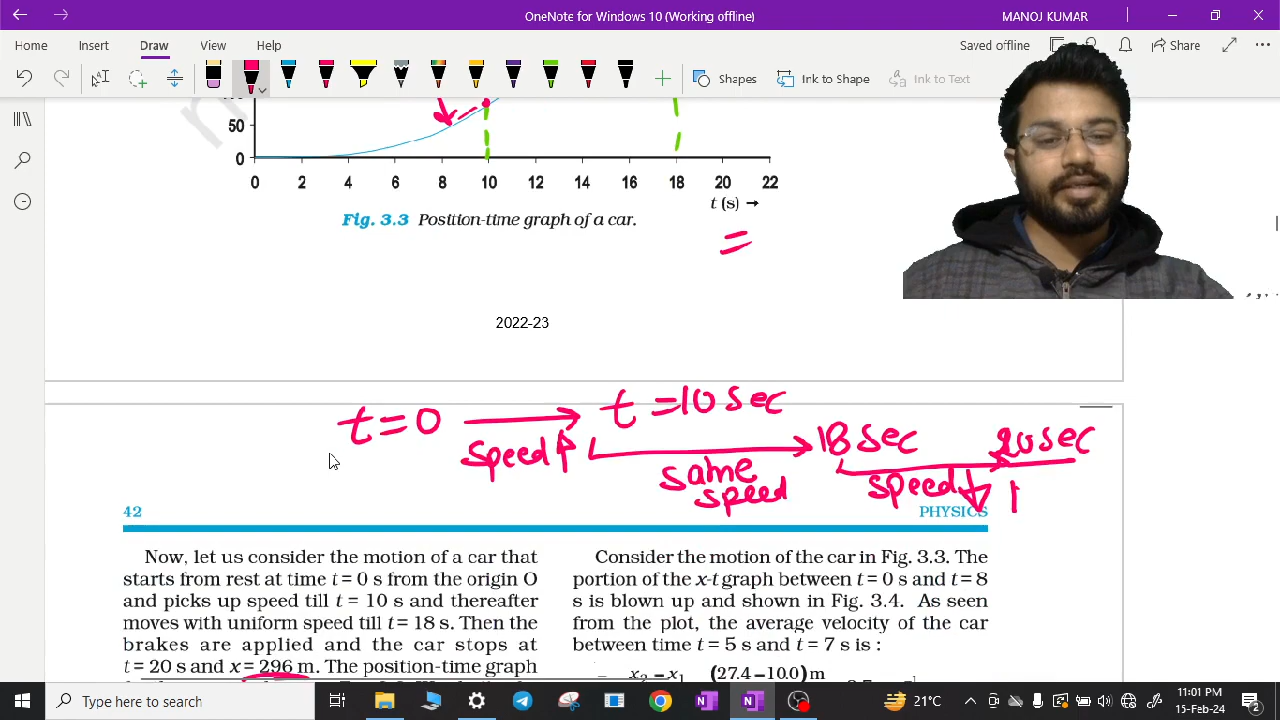 OneNote for Windows 10 (Working offline)
MANOJ KUMAR
Home Insert Draw View Help
Saved offline
Share
Shapes
Ink to Shape
Ink to Text
50
0
0 2 4 6 8 10 12 14 16 18 20 22
t (s) →
Fig. 3.3 Position-time graph of a car.
=
2022-23
t=0 → t=10 sec
speed↑
same speed
18 sec
20 sec
speed↓
42 PHYSICS
Now, let us consider the motion of a car that
starts from rest at time t = 0 s from the origin O
and picks up speed till t = 10 s and thereafter
moves with uniform speed till t = 18 s. Then the
brakes are applied and the car stops at
t = 20 s and x = 296 m. The position-time graph
Consider the motion of the car in Fig. 3.3. The
portion of the x-t graph between t = 0 s and t = 8
s is blown up and shown in Fig. 3.4. As seen
from the plot, the average velocity of the car
between time t = 5 s and t = 7 s is :
x2 – x1 (27.4 – 10.0) m
Type here to search
21°C
11:01 PM
15-Feb-24
2